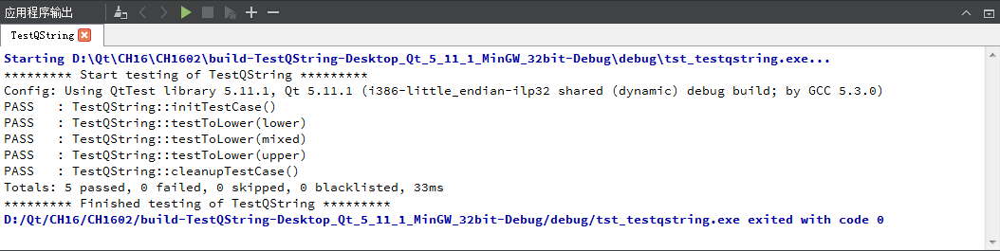 应用程序输出
TestQString
Starting D:\Qt\CH16\CH1602\build-TestQString-Desktop_Qt_5_11_1_MinGW_32bit-Debug\debug\tst_testqstring.exe...
********* Start testing of TestQString *********
Config: Using QtTest library 5.11.1, Qt 5.11.1 (i386-little_endian-ilp32 shared (dynamic) debug build; by GCC 5.3.0)
PASS   : TestQString::initTestCase()
PASS   : TestQString::testToLower(lower)
PASS   : TestQString::testToLower(mixed)
PASS   : TestQString::testToLower(upper)
PASS   : TestQString::cleanupTestCase()
Totals: 5 passed, 0 failed, 0 skipped, 0 blacklisted, 33ms
********* Finished testing of TestQString *********
D:/Qt/CH16/CH1602/build-TestQString-Desktop_Qt_5_11_1_MinGW_32bit-Debug/debug/tst_testqstring.exe exited with code 0